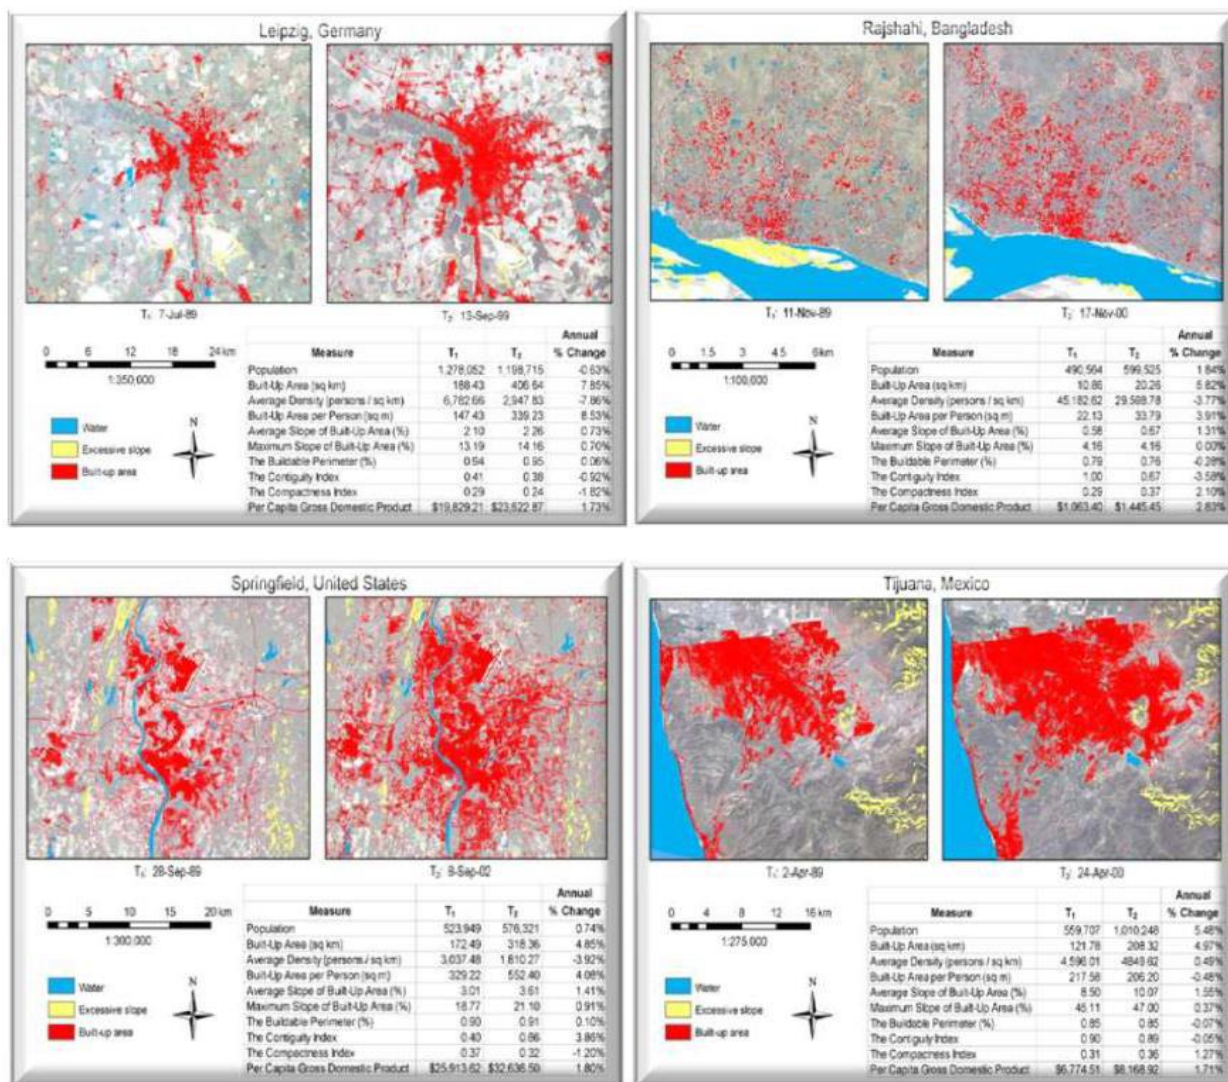 Leipzig, Germany
T₁: 7-Jul-89
T₂: 13-Sep-99
0 6 12 18 24 km
1:350,000
Water
Excessive slope
Built-up area
N
Annual
Measure T₁ T₂ % Change
Population 1,278,052 1,198,715 -0.63%
Built-Up Area (sq km) 188.43 406.64 7.85%
Average Density (persons / sq km) 6,782.66 2,947.83 -7.86%
Built-Up Area per Person (sq m) 147.43 339.23 8.53%
Average Slope of Built-Up Area (%) 2.10 2.26 0.73%
Maximum Slope of Built-Up Area (%) 13.19 14.16 0.70%
The Buildable Perimeter (%) 0.94 0.95 0.06%
The Contiguity Index 0.41 0.38 -0.92%
The Compactness Index 0.29 0.24 -1.82%
Per Capita Gross Domestic Product $19,829.21 $23,622.87 1.73%
Rajshahi, Bangladesh
T₁: 11-Nov-89
T₂: 17-Nov-00
0 1.5 3 4.5 6km
1:100,000
Water
Excessive slope
Built-up area
N
Annual
Measure T₁ T₂ % Change
Population 490,564 599,525 1.84%
Built-Up Area (sq km) 10.86 20.26 5.82%
Average Density (persons / sq km) 45,182.62 29,588.78 -3.77%
Built-Up Area per Person (sq m) 22.13 33.79 3.91%
Average Slope of Built-Up Area (%) 0.58 0.67 1.31%
Maximum Slope of Built-Up Area (%) 4.16 4.16 0.00%
The Buildable Perimeter (%) 0.79 0.76 -0.28%
The Contiguity Index 1.00 0.67 -3.58%
The Compactness Index 0.29 0.37 2.10%
Per Capita Gross Domestic Product $1,063.40 $1,445.45 2.83%
Springfield, United States
T₁: 28-Sep-89
T₂: 8-Sep-02
0 5 10 15 20 km
1:300,000
Water
Excessive slope
Built-up area
N
Annual
Measure T₁ T₂ % Change
Population 523,949 576,321 0.74%
Built-Up Area (sq km) 172.49 318.36 4.85%
Average Density (persons / sq km) 3,037.48 1,810.27 -3.92%
Built-Up Area per Person (sq m) 329.22 552.40 4.08%
Average Slope of Built-Up Area (%) 3.01 3.61 1.41%
Maximum Slope of Built-Up Area (%) 18.77 21.10 0.91%
The Buildable Perimeter (%) 0.90 0.91 0.10%
The Contiguity Index 0.40 0.66 3.86%
The Compactness Index 0.37 0.32 -1.20%
Per Capita Gross Domestic Product $25,913.62 $32,636.50 1.80%
Tijuana, Mexico
T₁: 2-Apr-89
T₂: 24-Apr-00
0 4 8 12 16 km
1:275,000
Water
Excessive slope
Built-up area
N
Annual
Measure T₁ T₂ % Change
Population 559,707 1,010,248 5.48%
Built-Up Area (sq km) 121.78 208.32 4.97%
Average Density (persons / sq km) 4,596.01 4849.62 0.49%
Built-Up Area per Person (sq m) 217.58 206.20 -0.48%
Average Slope of Built-Up Area (%) 8.50 10.07 1.55%
Maximum Slope of Built-Up Area (%) 45.11 47.00 0.37%
The Buildable Perimeter (%) 0.85 0.85 -0.07%
The Contiguity Index 0.90 0.89 -0.05%
The Compactness Index 0.31 0.36 1.27%
Per Capita Gross Domestic Product $6,774.51 $8,168.92 1.71%